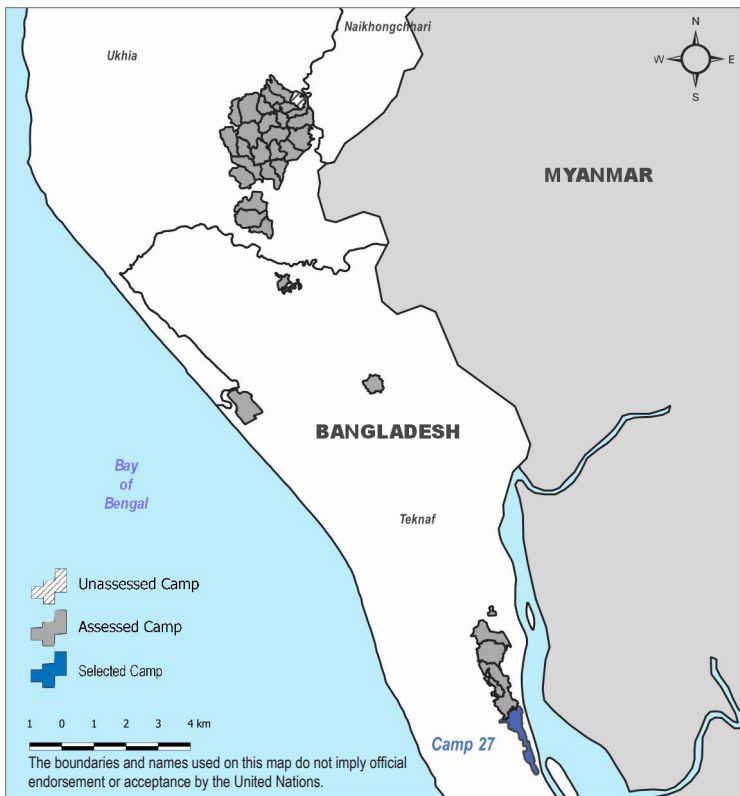 Naikhongchhari
Ukhia
N
W
E
S
MYANMAR
BANGLADESH
Bay
of
Bengal
Teknaf
Unassessed Camp
Assessed Camp
Selected Camp
1 0 1 2 3 4 km
Camp 27
The boundaries and names used on this map do not imply official
endorsement or acceptance by the United Nations.